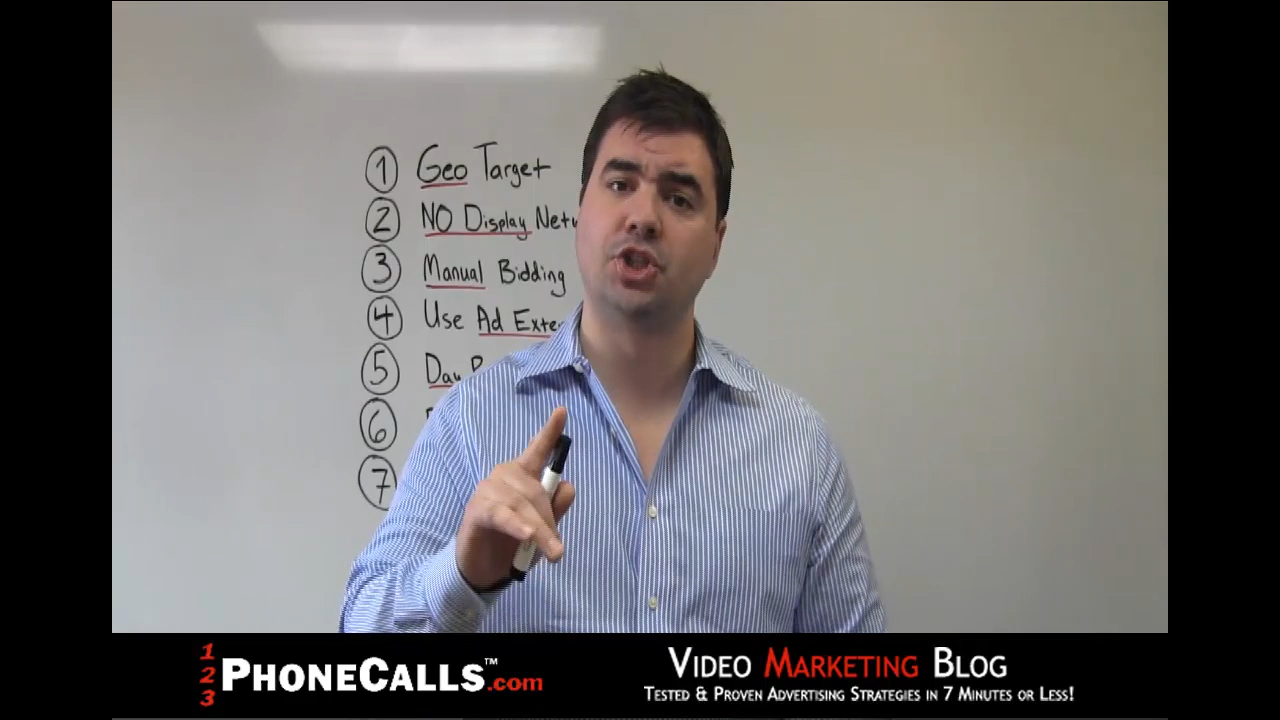 1 Geo Target
2 NO Display
3 Manual Bidding
4 Use Ad
5
6
7
123 PHONECALLS™.com
VIDEO MARKETING BLOG
TESTED & PROVEN ADVERTISING STRATEGIES IN 7 MINUTES OR LESS!